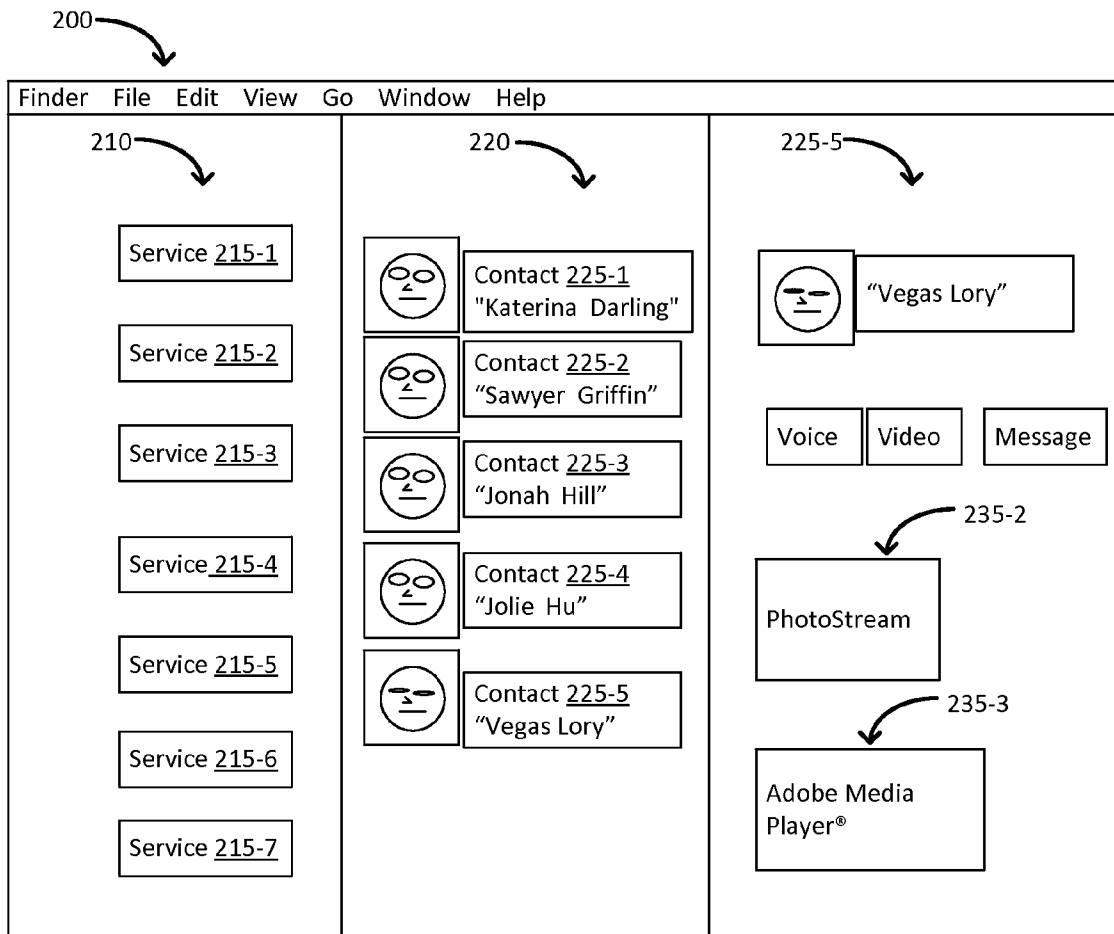 200
Finder File Edit View Go Window Help
210
Service 215-1
Service 215-2
Service 215-3
Service 215-4
Service 215-5
Service 215-6
Service 215-7
220
Contact 225-1
"Katerina Darling"
Contact 225-2
“Sawyer Griffin”
Contact 225-3
“Jonah Hill”
Contact 225-4
“Jolie Hu”
Contact 225-5
“Vegas Lory”
225-5
“Vegas Lory”
Voice Video Message
235-2
PhotoStream
235-3
Adobe Media
Player®